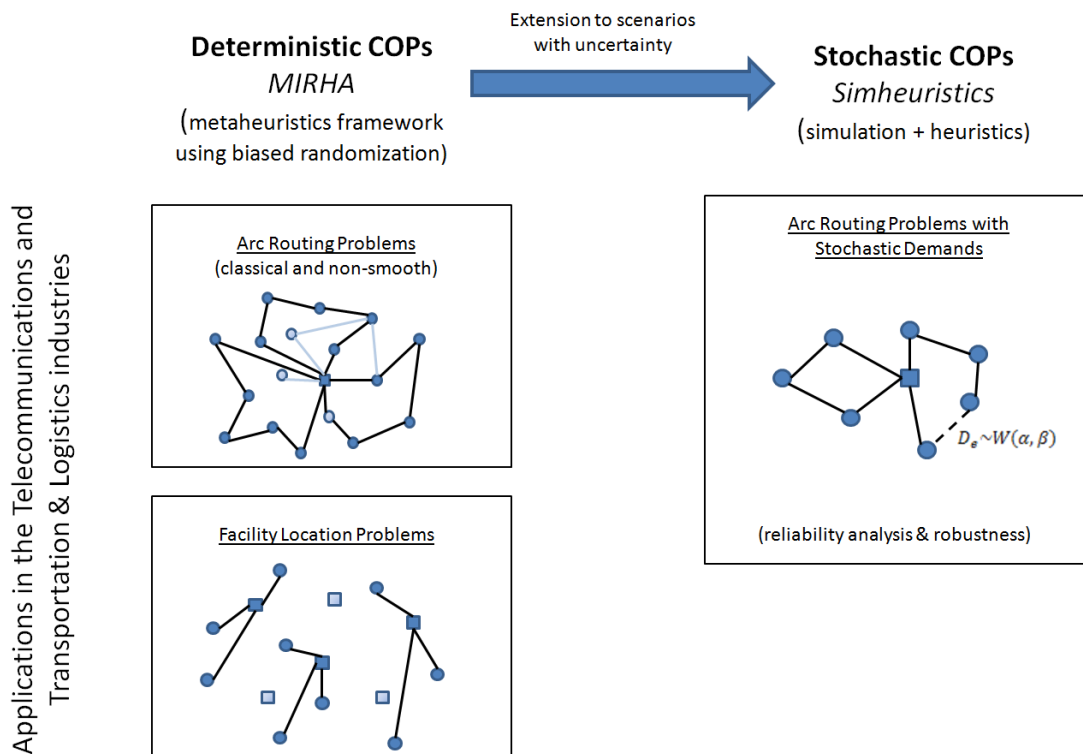 Deterministic COPs
MIRHA
(metaheuristics framework
using biased randomization)
Extension to scenarios
with uncertainty
Stochastic COPs
Simheuristics
(simulation + heuristics)
Applications in the Telecommunications and
Transportation & Logistics industries
Arc Routing Problems
(classical and non-smooth)
Facility Location Problems
Arc Routing Problems with
Stochastic Demands
D_e~W(α, β)
(reliability analysis & robustness)